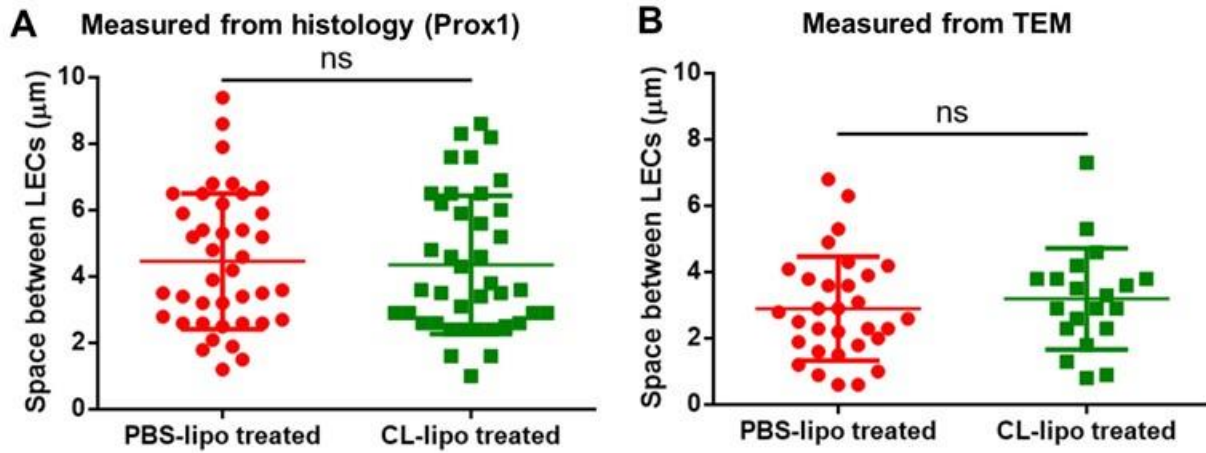 A Measured from histology (Prox1)
ns
Space between LECs (μm)
10
8
6
4
2
0
PBS-lipo treated CL-lipo treated
B Measured from TEM
ns
Space between LECs (μm)
10
8
6
4
2
0
PBS-lipo treated CL-lipo treated